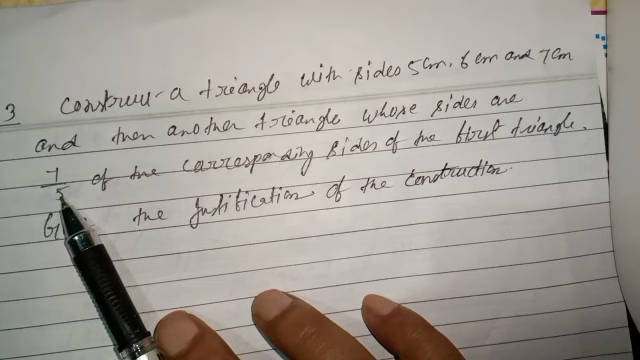 3 Construc a triangle with sides 5cm, 6cm and 7cm
and then another triangle whose sides are
7/5 of the corresponding sides of the first triangle.
the justification of the construction.